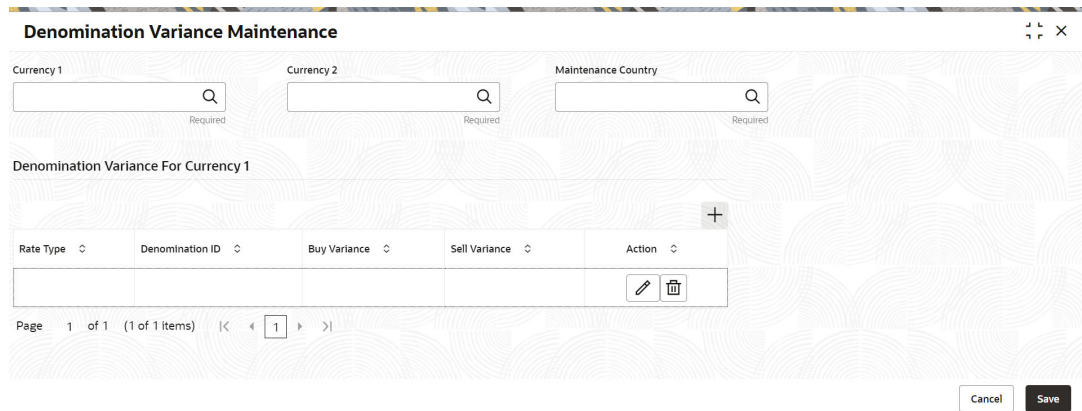 Denomination Variance Maintenance
Currency 1 Currency 2 Maintenance Country
Required Required Required
Denomination Variance For Currency 1
Rate Type Denomination ID Buy Variance Sell Variance Action
Page 1 of 1 (1 of 1 items) 1
Cancel Save